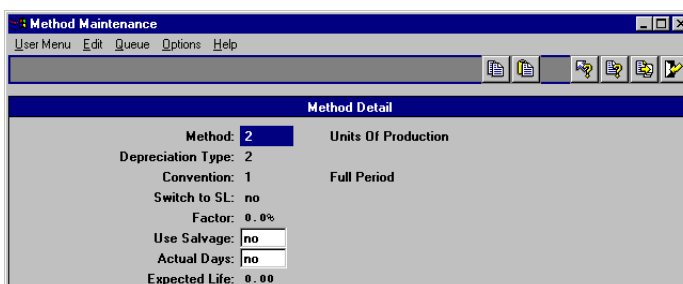 Method Maintenance
User Menu Edit Queue Options Help
Method Detail
Method: 2 Units Of Production
Depreciation Type: 2
Convention: 1 Full Period
Switch to SL: no
Factor: 0.0%
Use Salvage: no
Actual Days: no
Expected Life: 0.00